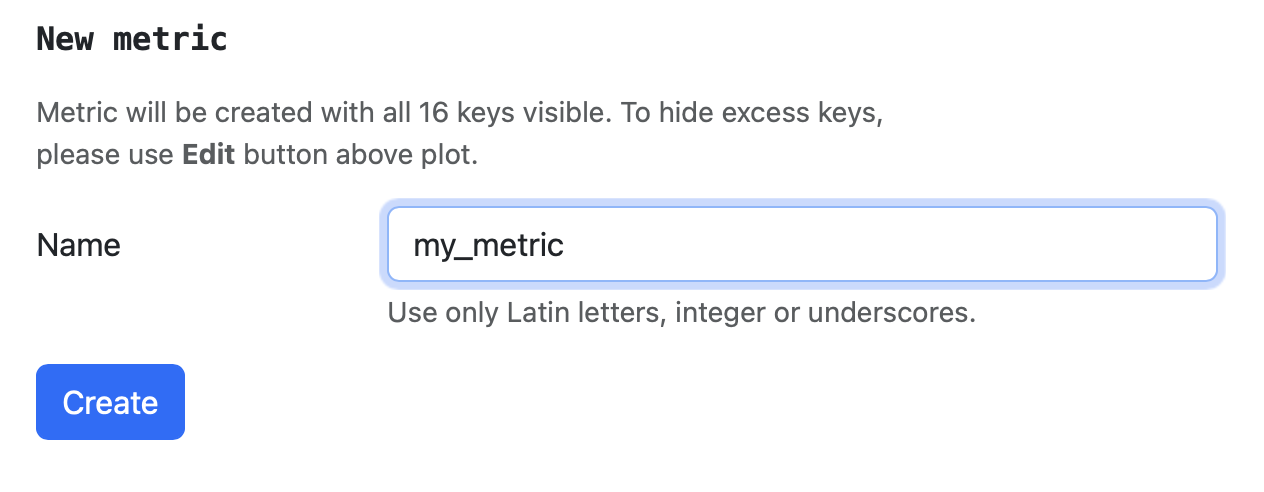 New metric
Metric will be created with all 16 keys visible. To hide excess keys,
please use Edit button above plot.
Name
my_metric
Use only Latin letters, integer or underscores.
Create